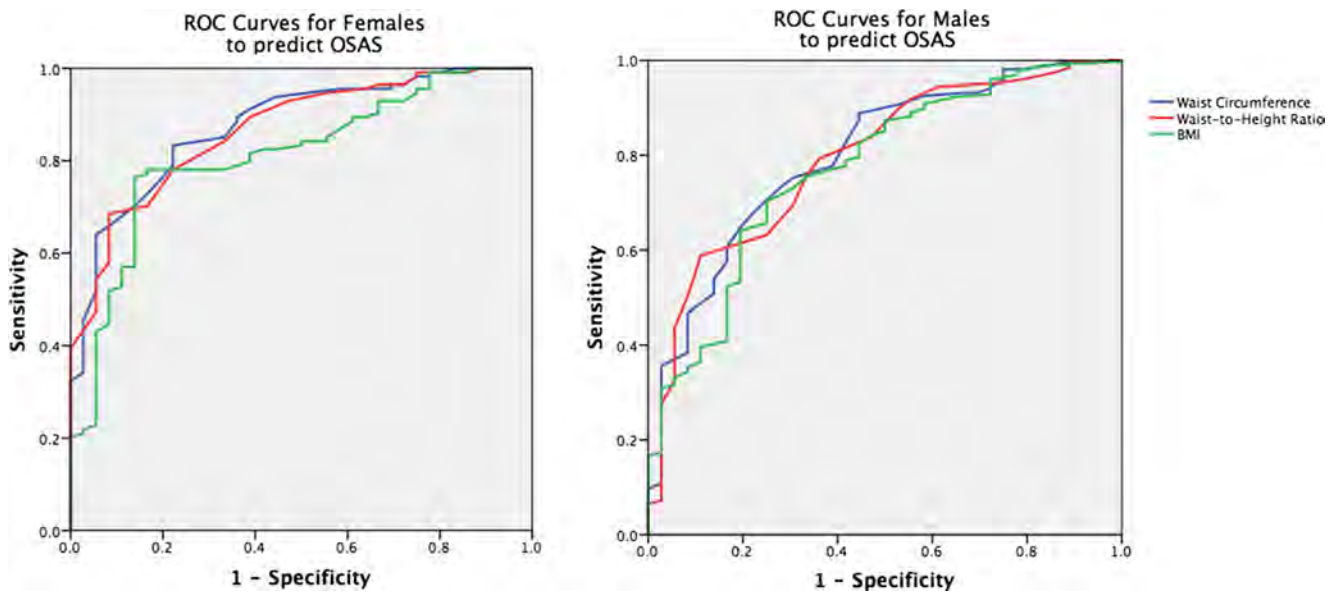 ROC Curves for Females
to predict OSAS
1.0
0.8
0.6
0.4
0.2
0.0
Sensitivity
0.0 0.2 0.4 0.6 0.8 1.0
1 - Specificity
ROC Curves for Males
to predict OSAS
1.0
0.8
0.6
0.4
0.2
0.0
Sensitivity
0.0 0.2 0.4 0.6 0.8 1.0
1 - Specificity
Waist Circumference
Waist-to-Height Ratio
BMI